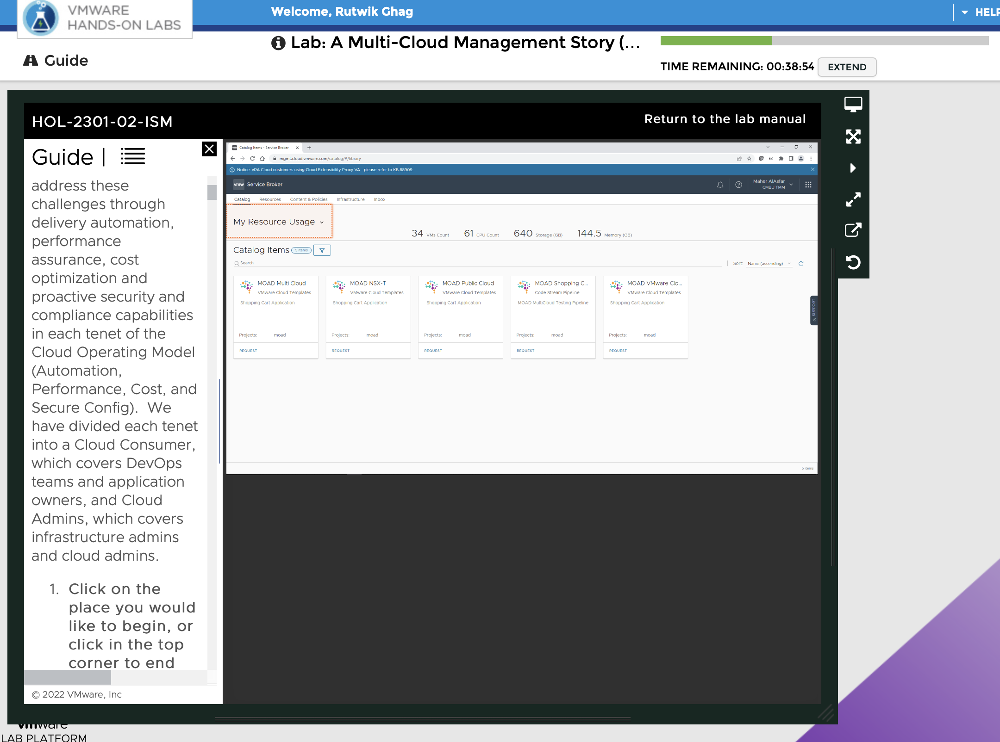 VMWARE
HANDS-ON LABS
Welcome, Rutwik Ghag
HELP
Lab: A Multi-Cloud Management Story (...
Guide
TIME REMAINING: 00:38:54
EXTEND
HOL-2301-02-ISM
Return to the lab manual
Guide |
address these
challenges through
delivery automation,
performance
assurance, cost
optimization and
proactive security and
compliance capabilities
in each tenet of the
Cloud Operating Model
(Automation,
Performance, Cost, and
Secure Config). We
have divided each tenet
into a Cloud Consumer,
which covers DevOps
teams and application
owners, and Cloud
Admins, which covers
infrastructure admins
and cloud admins.
1. Click on the
place you would
like to begin, or
click in the top
corner to end
© 2022 VMware, Inc
vm Catalog Items - Service Broker
mgmt.cloud.vmware.com/catalog/#/library
Notice: vRA Cloud customers using Cloud Extensibility Proxy VA - please refer to KB 88909.
vmw Service Broker
Maher AlAsfar
CMBU TMM
Catalog Resources Content & Policies Infrastructure Inbox
My Resource Usage
34 VMs Count 61 CPU Count 640 Storage (GB) 144.5 Memory (GB)
Catalog Items 5 items
Search
Sort: Name (ascending)
MOAD Multi Cloud
VMware Cloud Templates
Shopping Cart Application
Projects: moad
REQUEST
MOAD NSX-T
VMware Cloud Templates
Shopping Cart Application
Projects: moad
REQUEST
MOAD Public Cloud
VMware Cloud Templates
Shopping Cart Application
Projects: moad
REQUEST
MOAD Shopping C...
Code Stream Pipeline
MOAD MultiCloud Testing Pipeline
Projects: moad
REQUEST
MOAD VMware Clo...
VMware Cloud Templates
Shopping Cart Application
Projects: moad
REQUEST
SUPPORT
5 items
vmware
LAB PLATFORM